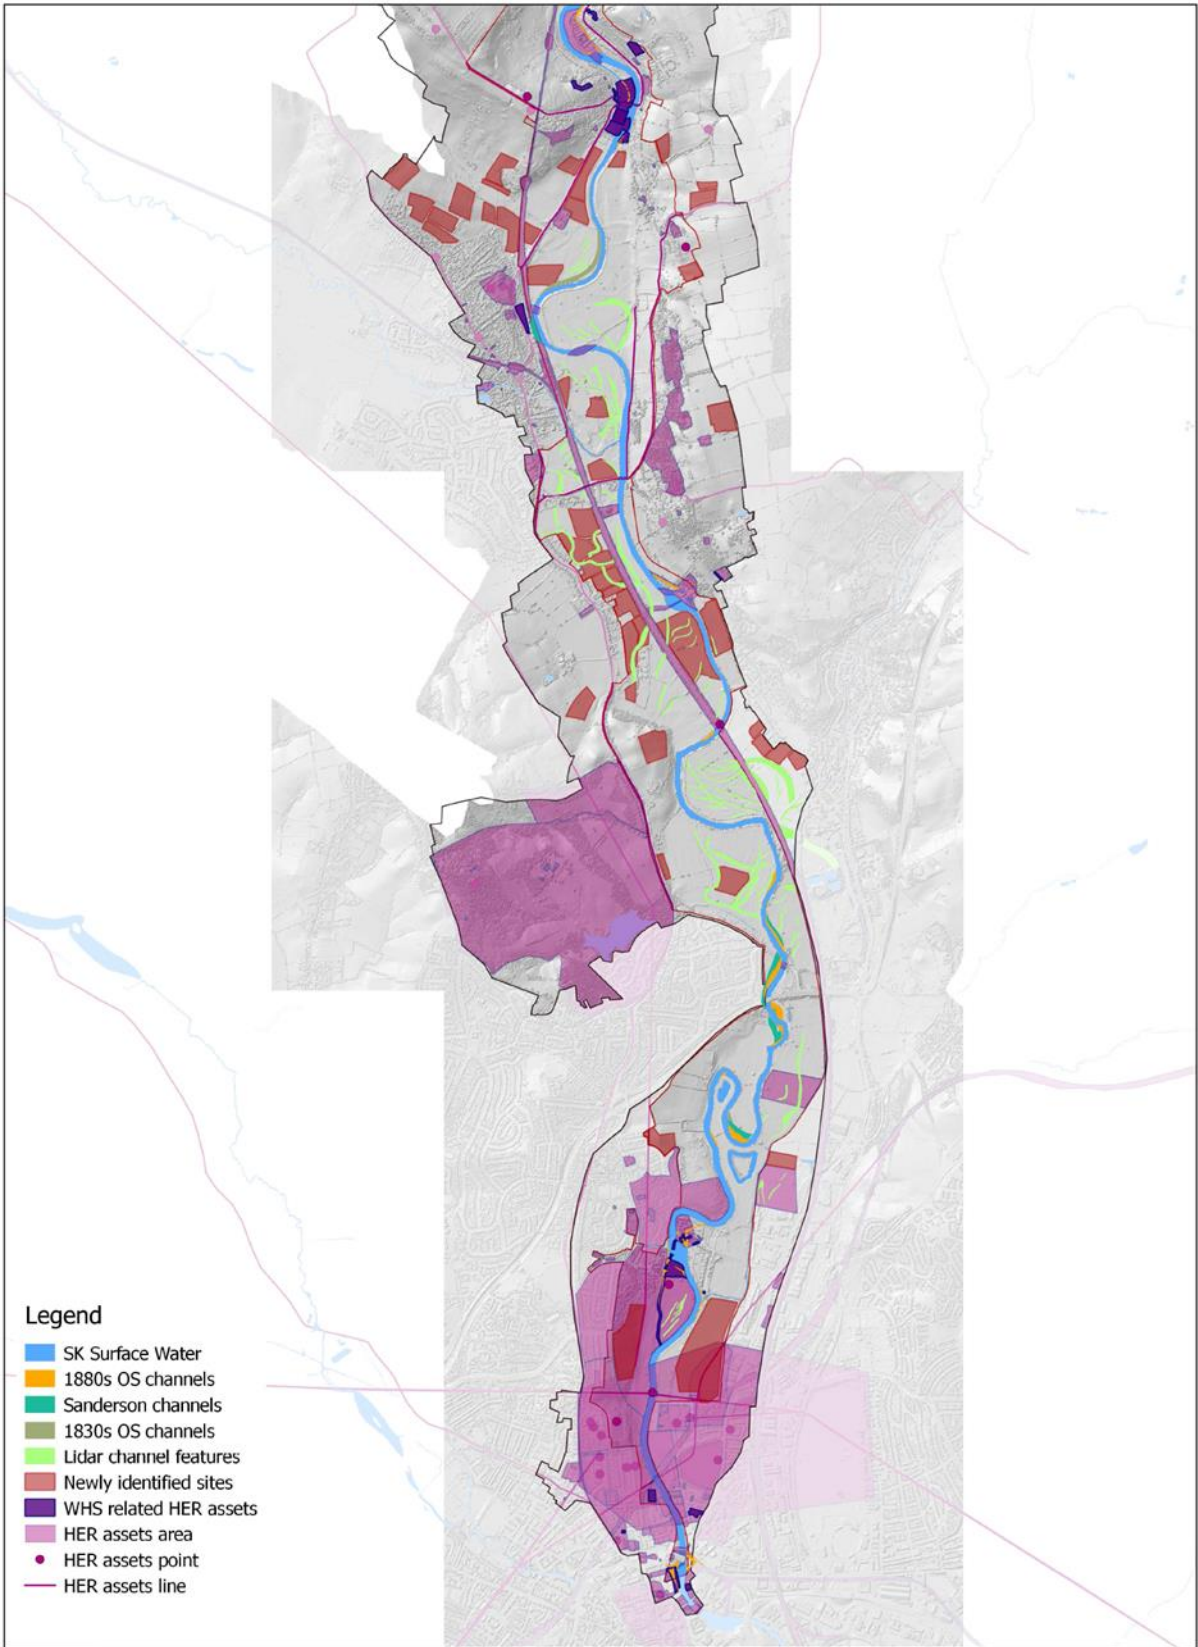 Legend
SK Surface Water
1880s OS channels
Sanderson channels
1830s OS channels
Lidar channel features
Newly identified sites
WHS related HER assets
HER assets area
HER assets point
HER assets line